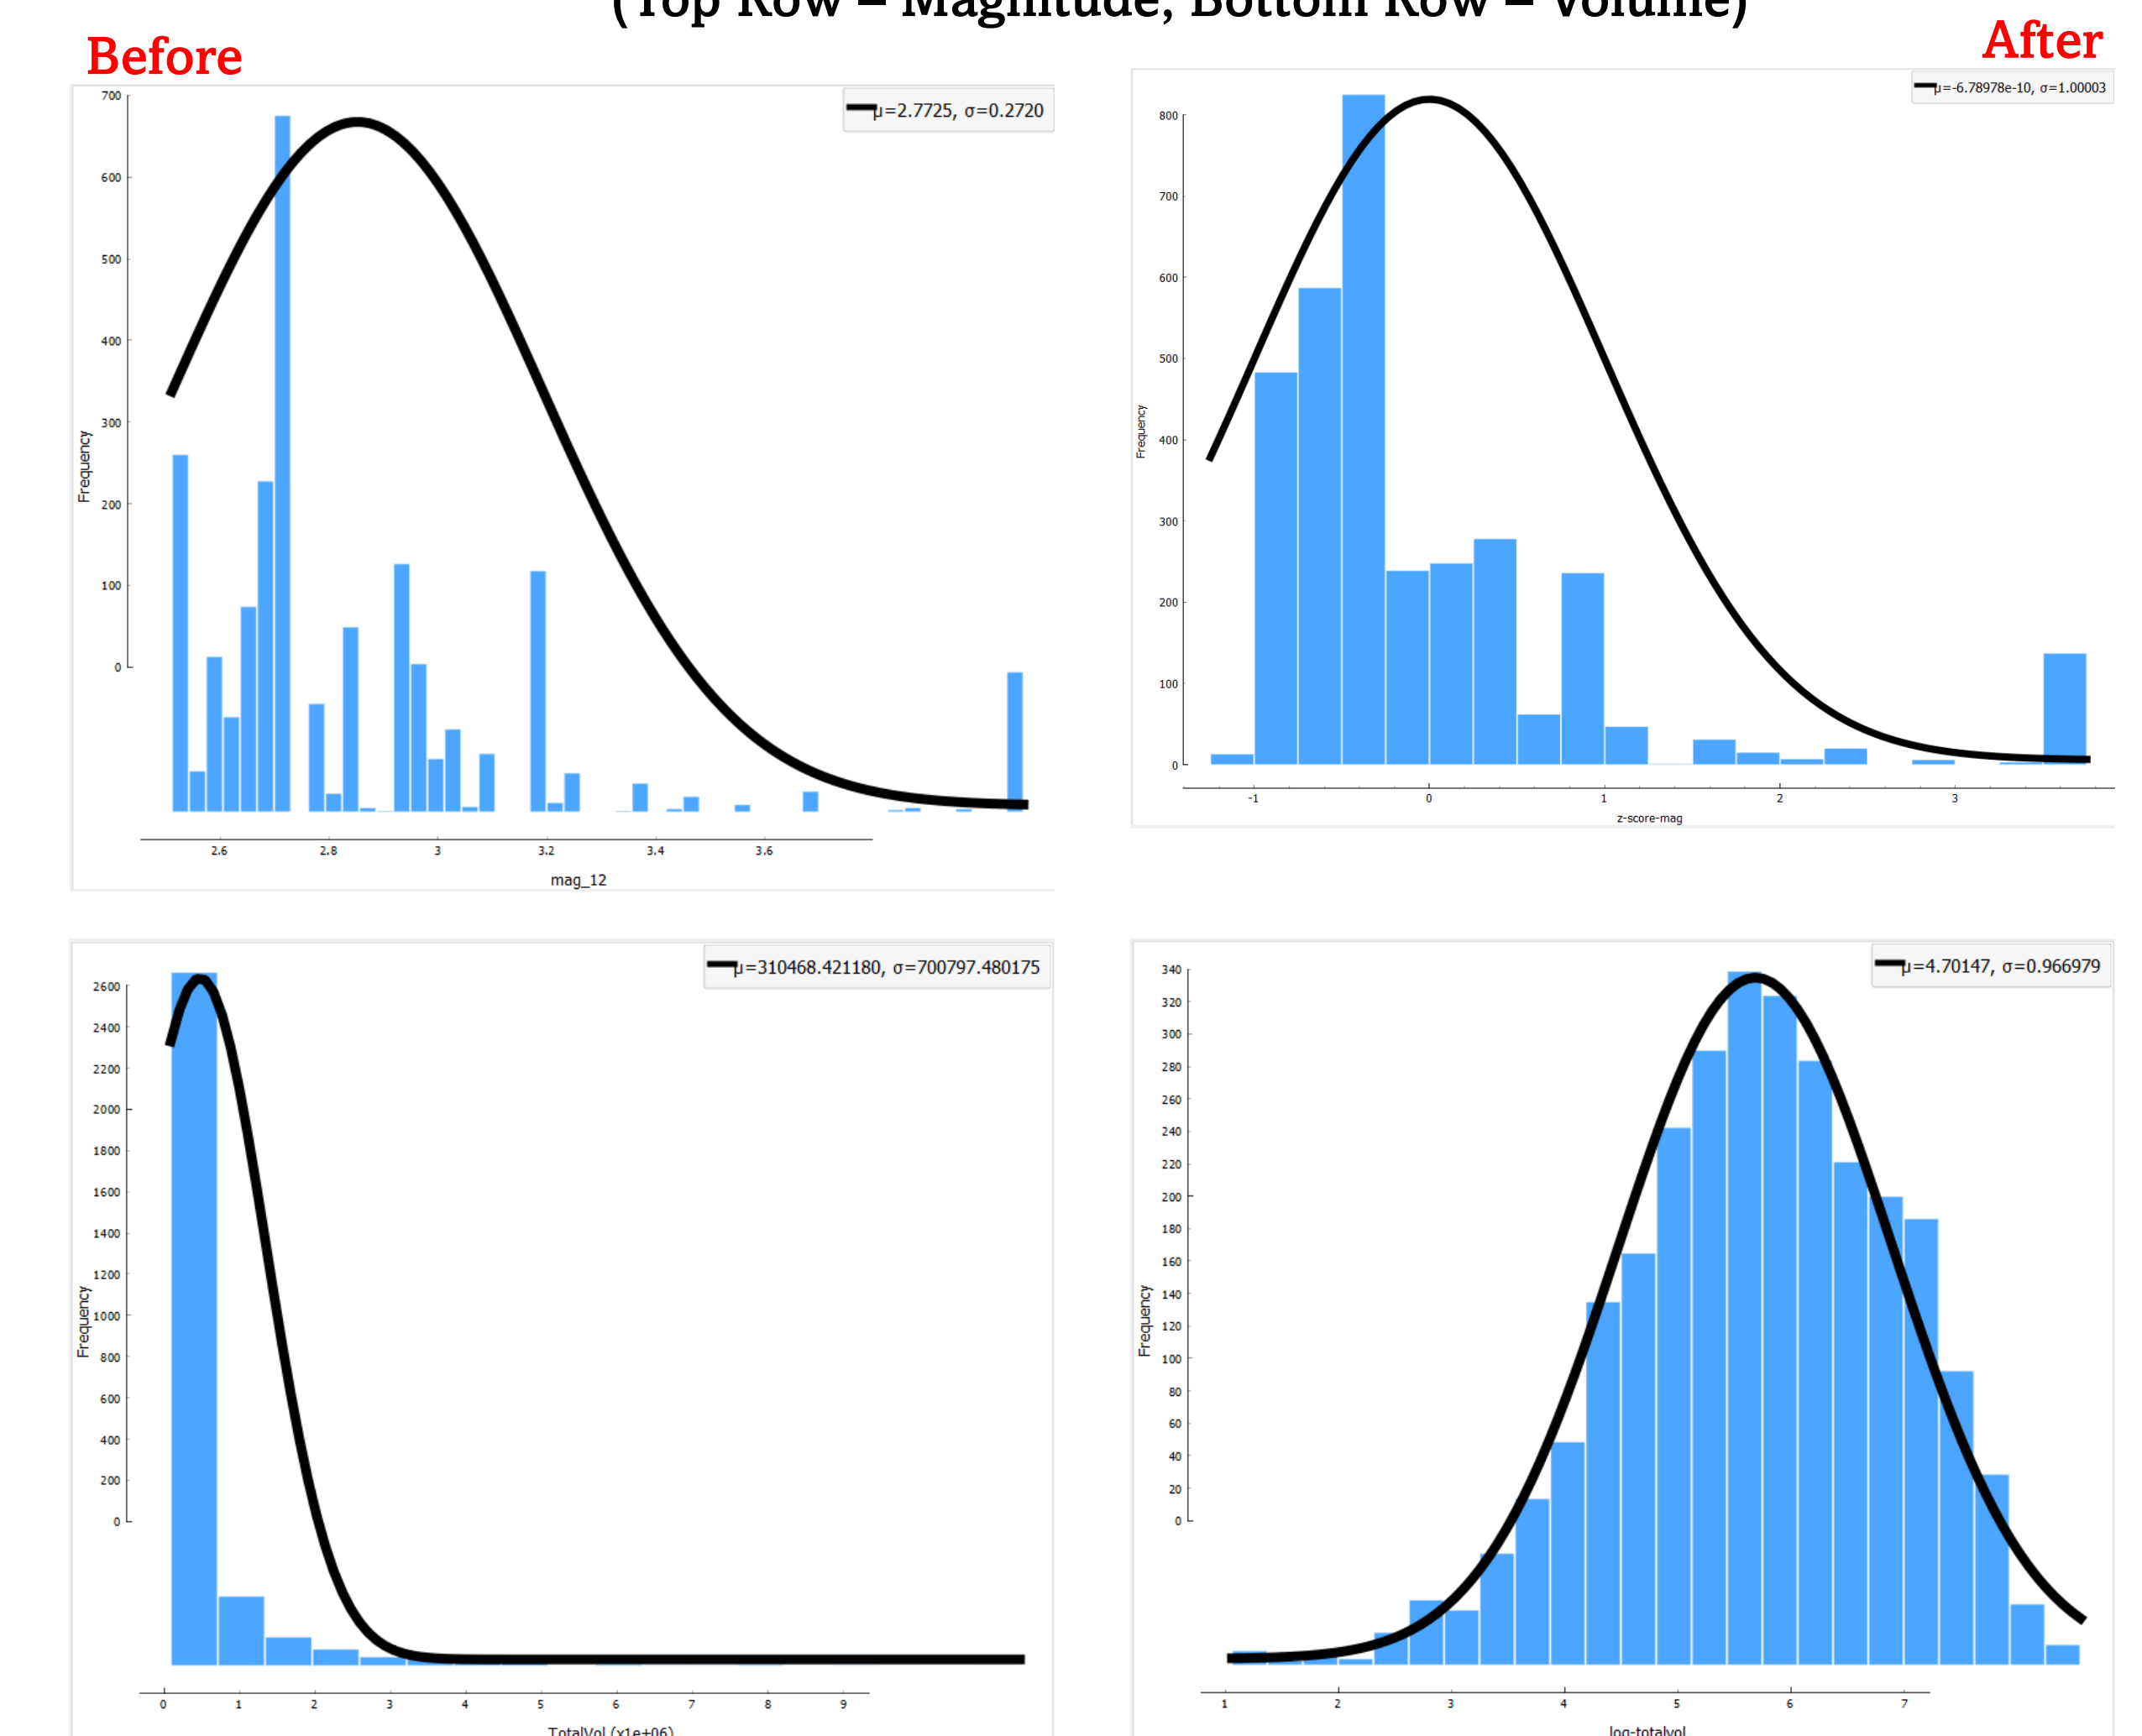 (Top Row – Magnitude, Bottom Row – Volume)
Before
After
700
600
500
400
300
200
100
0
Frequency
μ=2.7725, σ=0.2720
2.6 2.8 3 3.2 3.4 3.6
mag_12
μ=-6.78978e-10, σ=1.00003
800
700
600
500
400
300
200
100
0
Frequency
-1 0 1 2 3
z-score-mag
μ=310468.421180, σ=700797.480175
2600
2400
2200
2000
1800
1600
1400
1200
1000
800
600
400
200
0
Frequency
0 1 2 3 4 5 6 7 8 9
TotalVol (x1e+06)
μ=4.70147, σ=0.966979
340
320
300
280
260
240
220
200
180
160
140
120
100
80
60
40
20
0
Frequency
1 2 3 4 5 6 7
log-totalvol